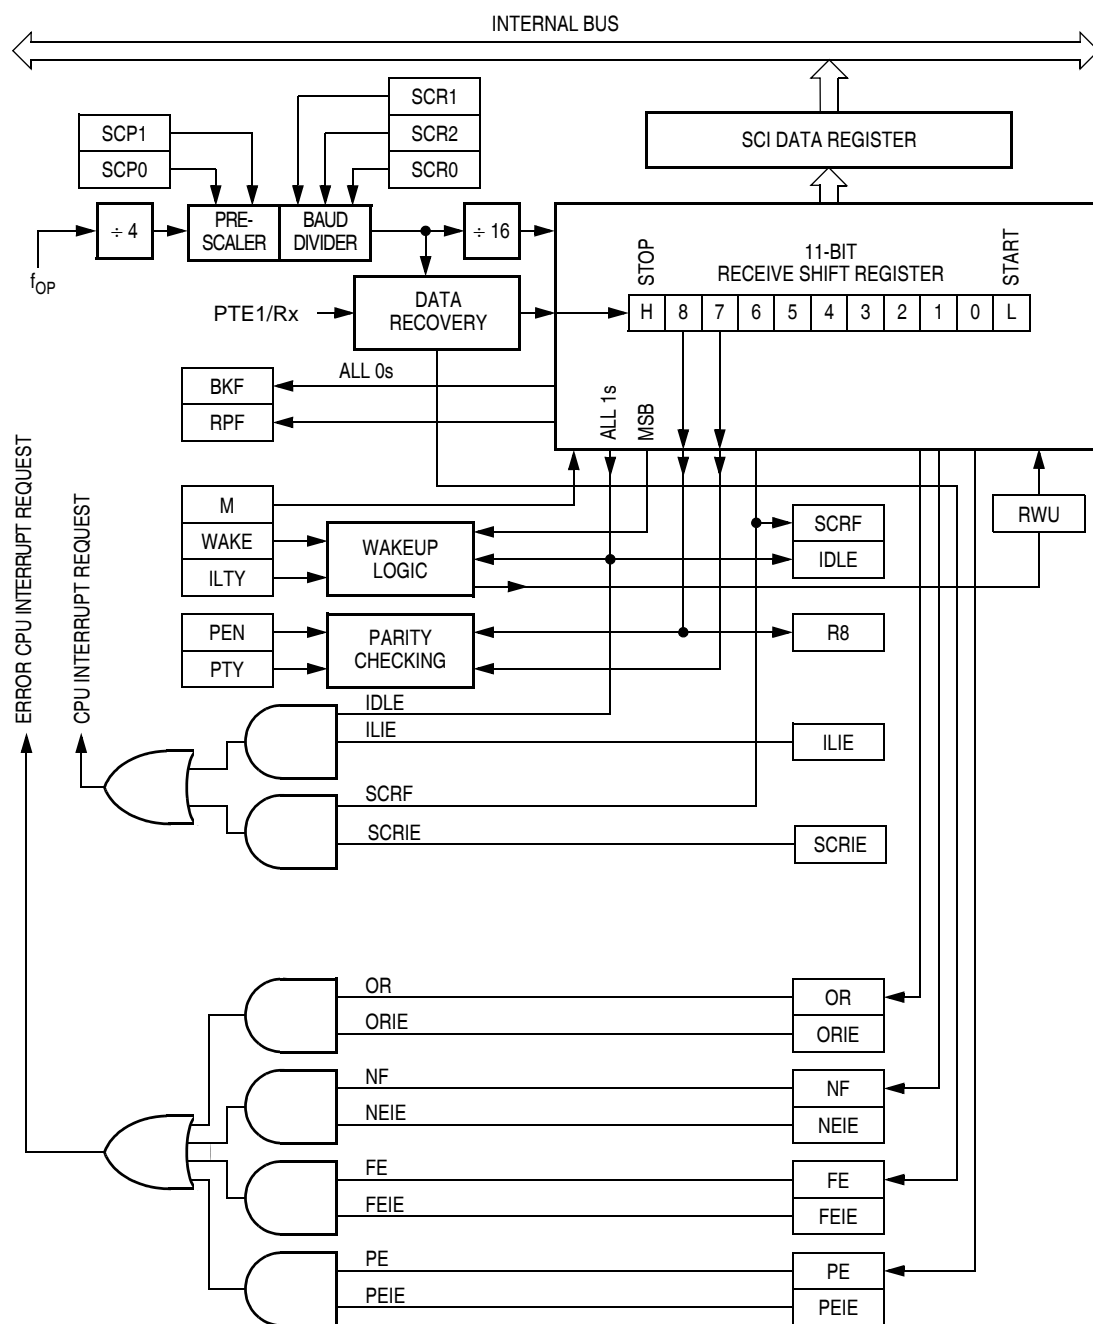 INTERNAL BUS
SCR1
SCR2
SCR0
SCP1
SCP0
SCI DATA REGISTER
÷ 4
PRE-
SCALER
BAUD
DIVIDER
÷ 16
fOP
STOP
11-BIT
RECEIVE SHIFT REGISTER
START
H 8 7 6 5 4 3 2 1 0 L
PTE1/Rx
DATA
RECOVERY
ALL 0s
BKF
RPF
ALL 1s
MSB
ERROR CPU INTERRUPT REQUEST
CPU INTERRUPT REQUEST
M
WAKE
ILTY
WAKEUP
LOGIC
SCRF
IDLE
RWU
PEN
PTY
PARITY
CHECKING
R8
IDLE
ILIE
ILIE
SCRF
SCRIE
SCRIE
OR
OR
ORIE
ORIE
NF
NF
NEIE
NEIE
FE
FE
FEIE
FEIE
PE
PE
PEIE
PEIE